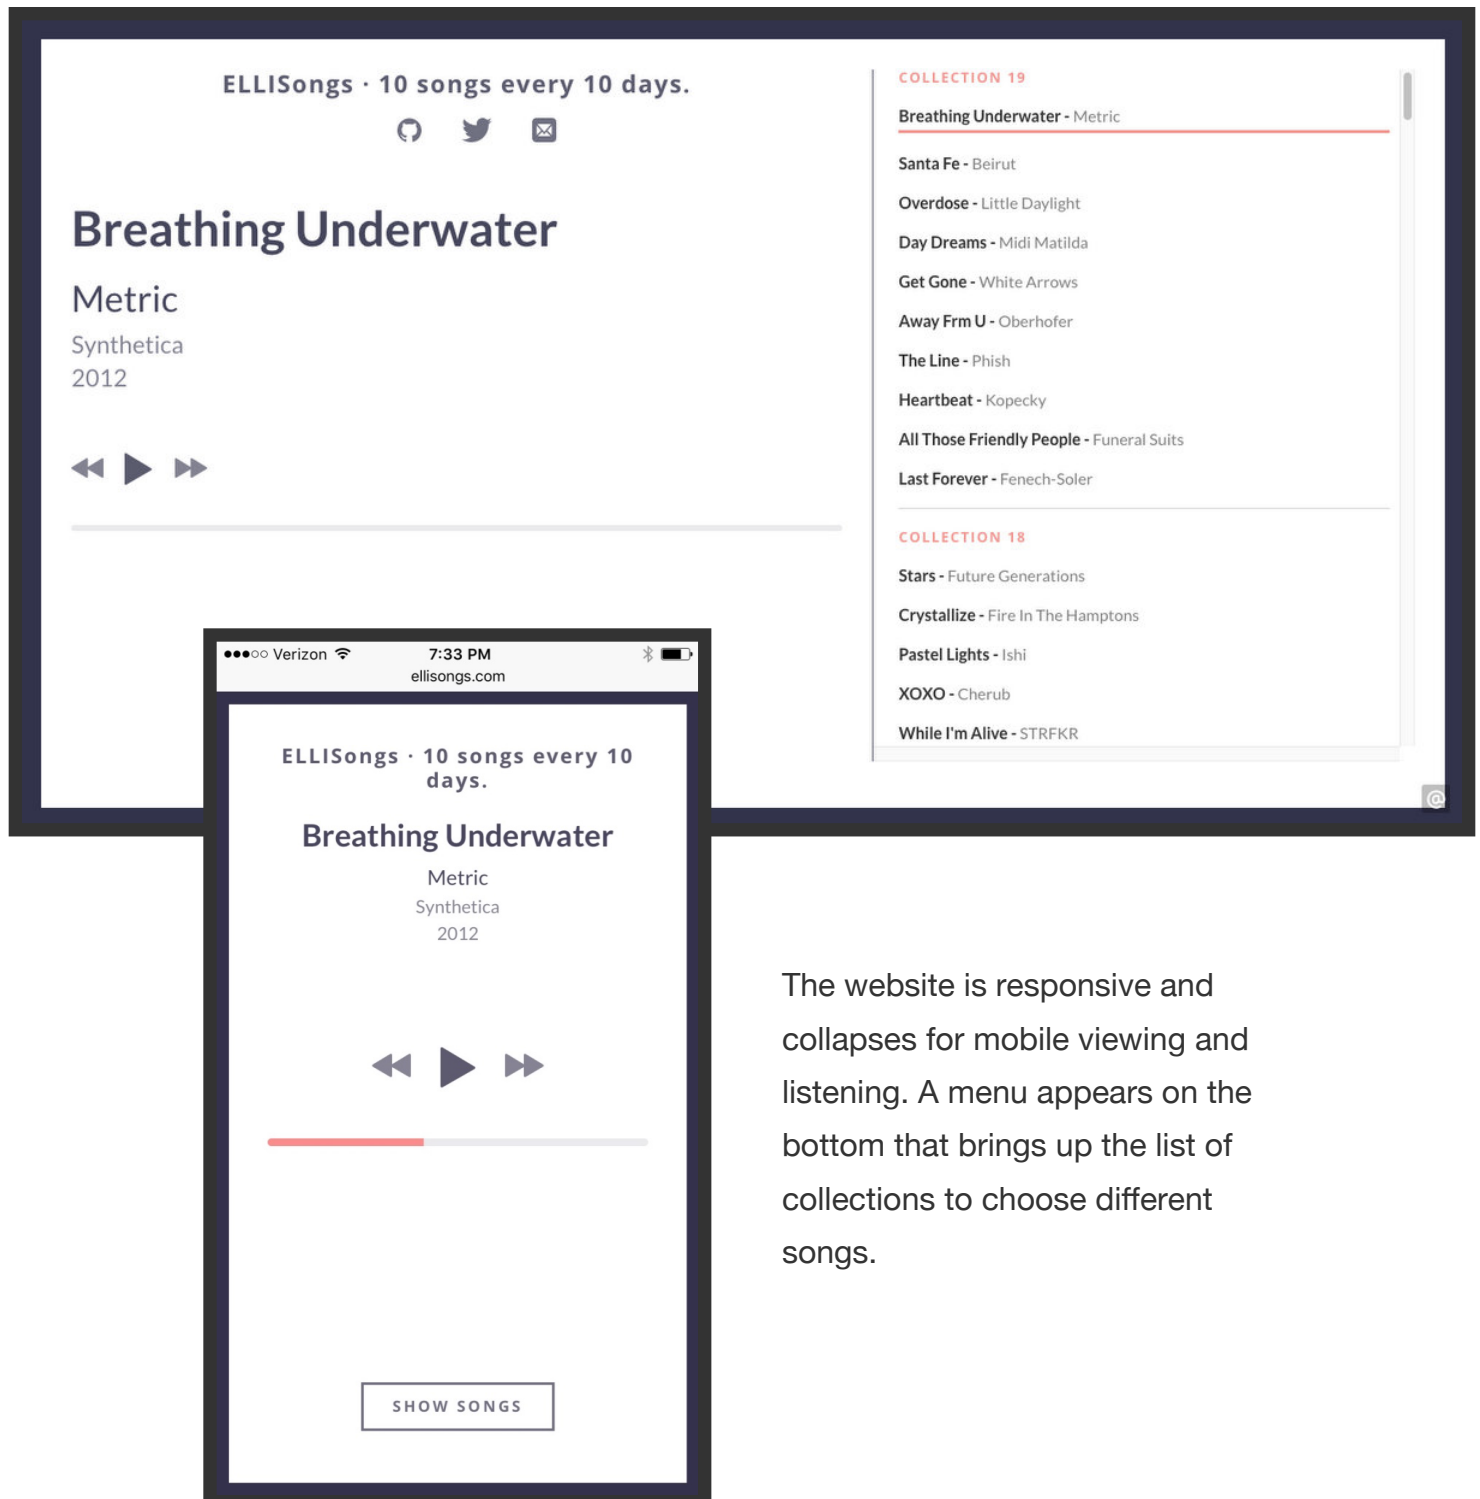 ELLISongs · 10 songs every 10 days.
Breathing Underwater
Metric
Synthetica
2012
COLLECTION 19
Breathing Underwater - Metric
Santa Fe - Beirut
Overdose - Little Daylight
Day Dreams - Midi Matilda
Get Gone - White Arrows
Away Frm U - Oberhofer
The Line - Phish
Heartbeat - Kopecky
All Those Friendly People - Funeral Suits
Last Forever - Fenech-Soler
COLLECTION 18
Stars - Future Generations
Crystallize - Fire In The Hamptons
Pastel Lights - Ishi
XOXO - Cherub
While I'm Alive - STRFKR
@
Verizon 7:33 PM
ellisongs.com
ELLISongs · 10 songs every 10
days.
Breathing Underwater
Metric
Synthetica
2012
SHOW SONGS
The website is responsive and
collapses for mobile viewing and
listening. A menu appears on the
bottom that brings up the list of
collections to choose different
songs.